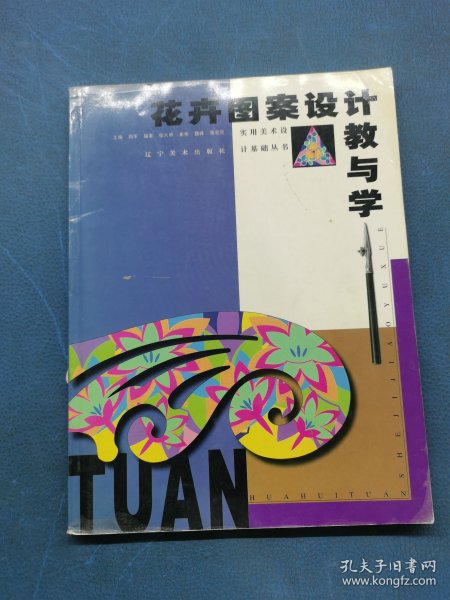 花卉图案设计
教与学
主编
实用美术设
计基础丛书
辽宁美术出版社
TUAN
HUAHUITUAN
SHEJIJIAOYUXUE
孔夫子旧书网
www.kongfz.com